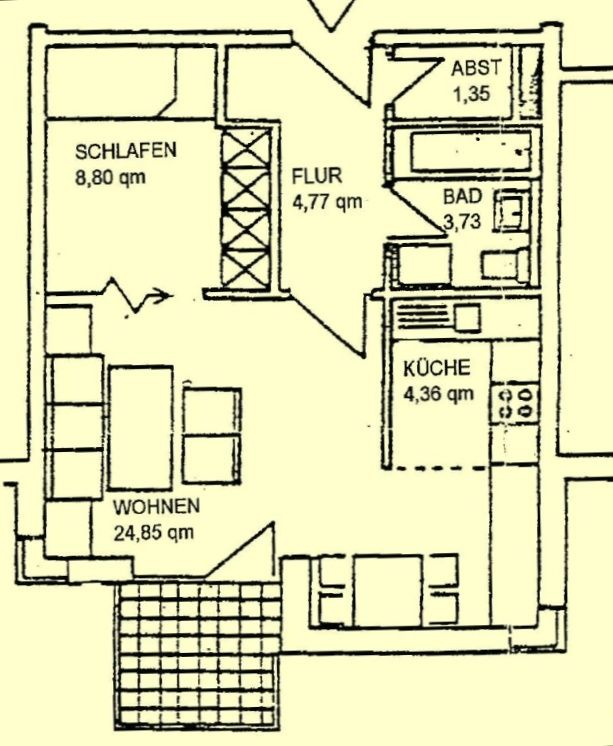 ABST
1,35
SCHLAFEN
8,80 qm
FLUR
4,77 qm
BAD
3,73
KÜCHE
4,36 qm
WOHNEN
24,85 qm